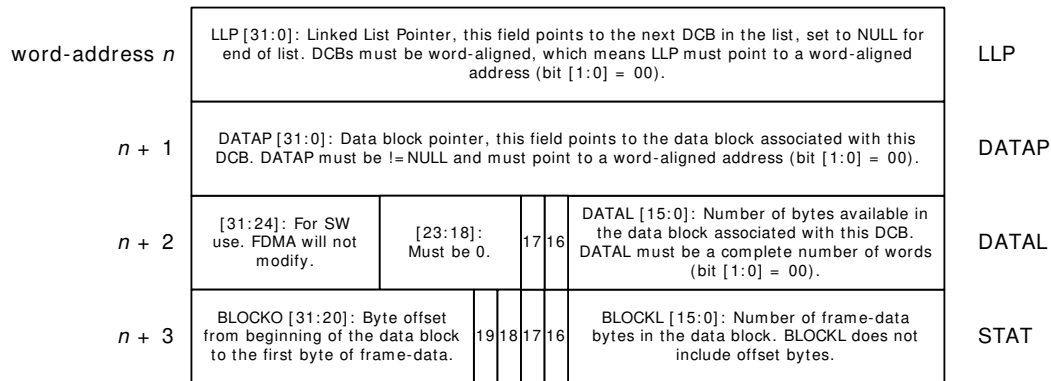 word-address n
LLP [31:0]: Linked List Pointer, this field points to the next DCB in the list, set to NULL for
end of list. DCBs must be word-aligned, which means LLP must point to a word-aligned
address (bit [1:0] = 00).
LLP
n + 1
DATAP [31:0]: Data block pointer, this field points to the data block associated with this
DCB. DATAP must be !=NULL and must point to a word-aligned address (bit [1:0] = 00).
DATAP
n + 2
[31:24]: For SW
use. FDMA will not
modify.
[23:18]:
Must be 0.
17
16
DATAL [15:0]: Number of bytes available in
the data block associated with this DCB.
DATAL must be a complete number of words
(bit [1:0] = 00).
DATAL
n + 3
BLOCKO [31:20]: Byte offset
from beginning of the data block
to the first byte of frame-data.
19
18
17
16
BLOCKL [15:0]: Number of frame-data
bytes in the data block. BLOCKL does not
include offset bytes.
STAT